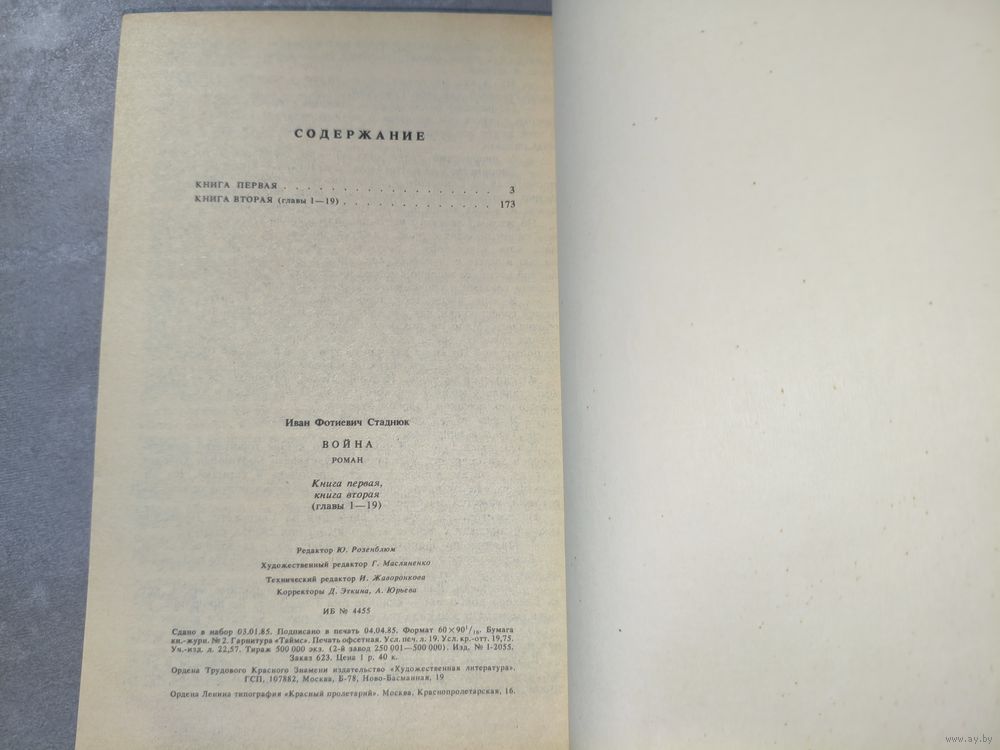 СОДЕРЖАНИЕ
КНИГА ПЕРВАЯ . . . . . . . . . . . . . . . . . . 3
КНИГА ВТОРАЯ (главы 1—19) . . . . . . . . . . . . . 173
Иван Фотиевич Стаднюк
ВОЙНА
РОМАН
Книга первая,
книга вторая
(главы 1—19)
Редактор Ю. Розенблюм
Художественный редактор Г. Масляненко
Технический редактор И. Жаворонкова
Корректоры Д. Эткина, А. Юрьева
ИБ № 4455
Сдано в набор 03.01.85. Подписано в печать 04.04.85. Формат 60×90¹/₁₆. Бумага
кн.-журн. № 2. Гарнитура «Таймс». Печать офсетная. Усл. печ. л. 19. Усл. кр.-отт. 19,75.
Уч.-изд. л. 22,57. Тираж 500 000 экз. (2-й завод 250 001—500 000). Изд. № I-2055.
Заказ 623. Цена 1 р. 40 к.
Ордена Трудового Красного Знамени издательство «Художественная литература».
ГСП, 107882, Москва, Б-78, Ново-Басманная, 19
Ордена Ленина типография «Красный пролетарий». Москва, Краснопролетарская, 16.
www.ay.by